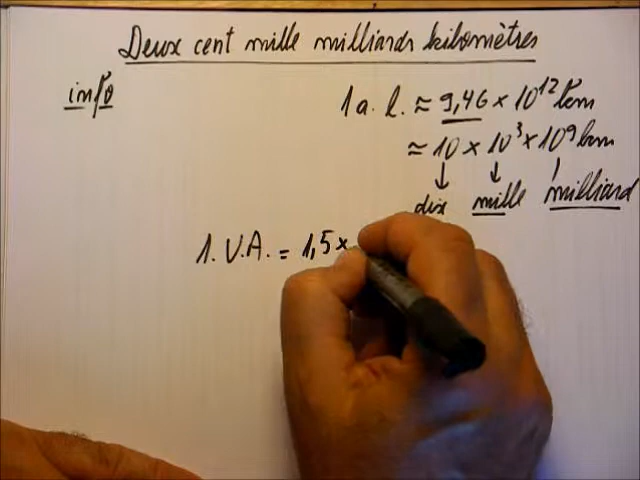 Deux cent mille milliards kilomètres
info
1 a. l. ≈ 9,46 × 10¹² km
≈ 10 × 10³ × 10⁹ km
↓ ↓
dix mille milliard
1. U.A. = 1,5 ×